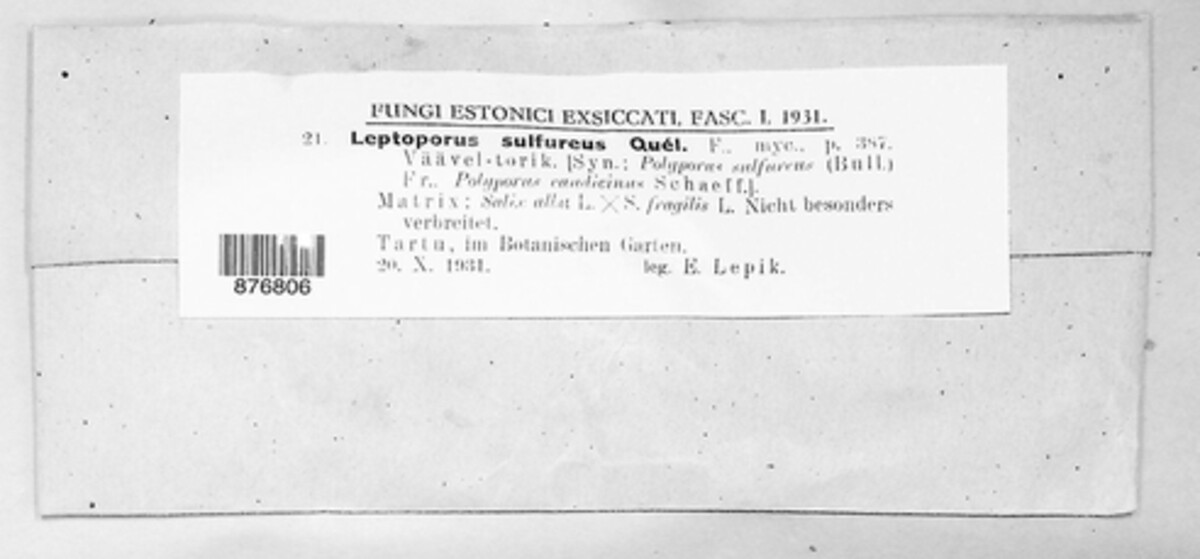 FUNGI ESTONICI EXSICCATI, FASC. I. 1931.
21. Leptoporus sulfureus Quél. F. myc., p. 387.
Väävel-torik. [Syn.: Polyporus sulfureus (Bull.)
Fr., Polyporus caudicinus Schaeff.].
Matrix: Salix alba L. × S. fragilis L. Nicht besonders
verbreitet.
Tartu, im Botanischen Garten.
20. X. 1931. leg. E. Lepik.
876806